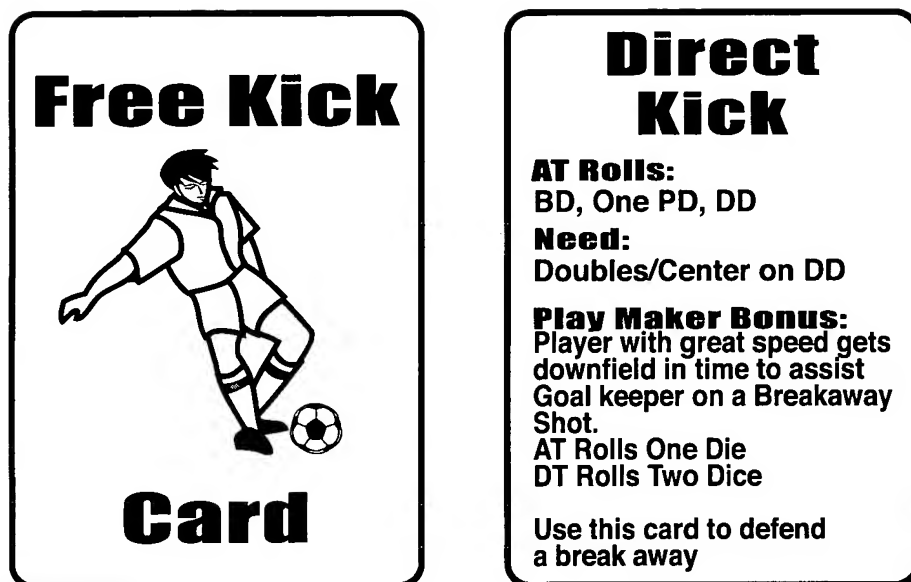 Free Kick
Card
Direct
Kick
AT Rolls:
BD, One PD, DD
Need:
Doubles/Center on DD
Play Maker Bonus:
Player with great speed gets
downfield in time to assist
Goal keeper on a Breakaway
Shot.
AT Rolls One Die
DT Rolls Two Dice
Use this card to defend
a break away